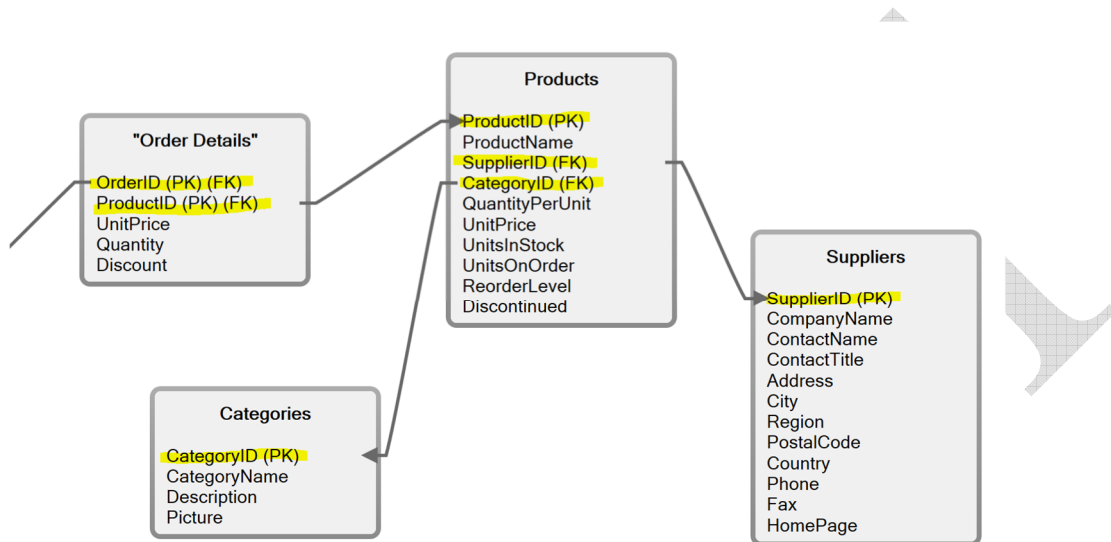 "Order Details"
OrderID (PK) (FK)
ProductID (PK) (FK)
UnitPrice
Quantity
Discount
Products
ProductID (PK)
ProductName
SupplierID (FK)
CategoryID (FK)
QuantityPerUnit
UnitPrice
UnitsInStock
UnitsOnOrder
ReorderLevel
Discontinued
Categories
CategoryID (PK)
CategoryName
Description
Picture
Suppliers
SupplierID (PK)
CompanyName
ContactName
ContactTitle
Address
City
Region
PostalCode
Country
Phone
Fax
HomePage